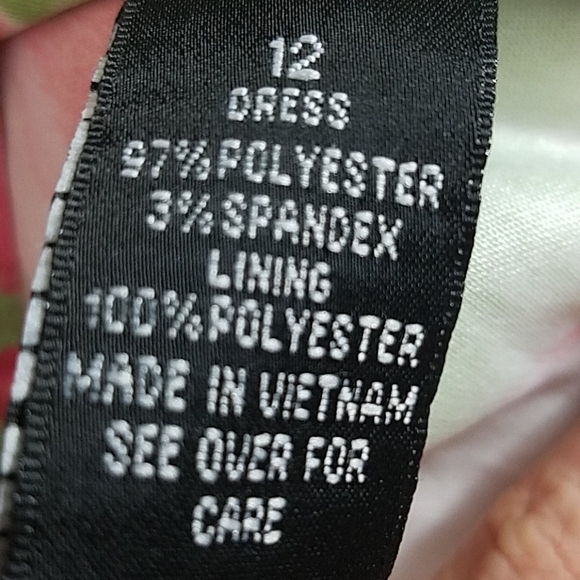 12
DRESS
97% POLYESTER
3% SPANDEX
LINING
100% POLYESTER
MADE IN VIETNAM
SEE OVER FOR
CARE